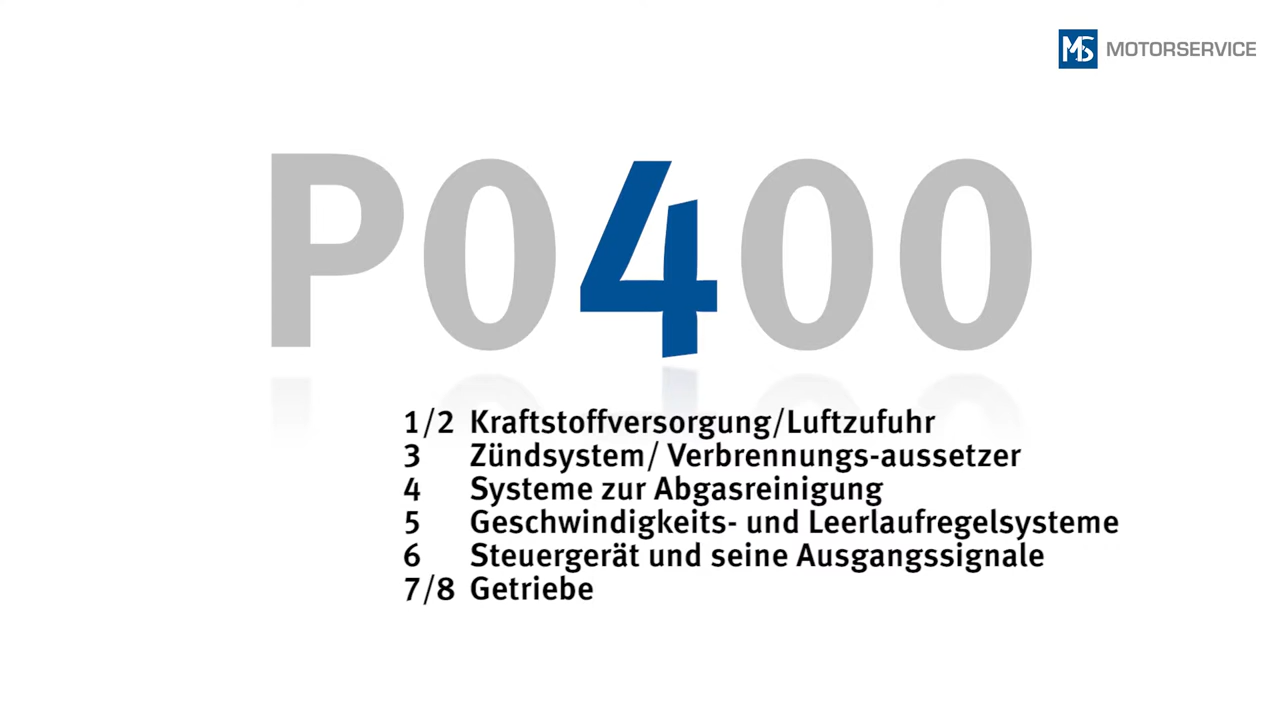 MS MOTORSERVICE
P0400
1/2 Kraftstoffversorgung/Luftzufuhr
3 Zündsystem/ Verbrennungs-aussetzer
4 Systeme zur Abgasreinigung
5 Geschwindigkeits- und Leerlaufregelsysteme
6 Steuergerät und seine Ausgangssignale
7/8 Getriebe